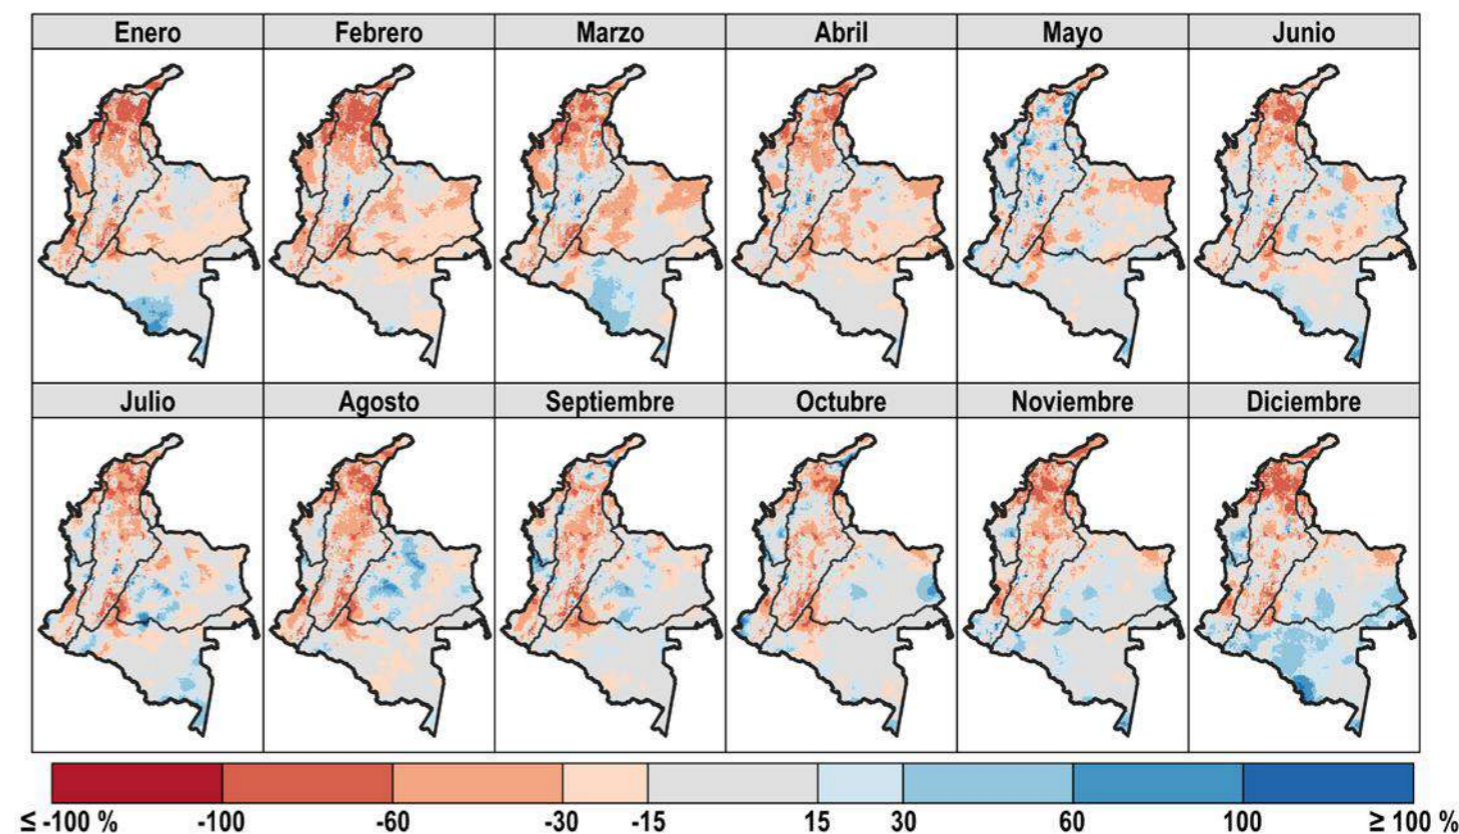 Enero Febrero Marzo Abril Mayo Junio
Julio Agosto Septiembre Octubre Noviembre Diciembre
≤ -100 % -100 -60 -30 -15 15 30 60 100 ≥ 100 %